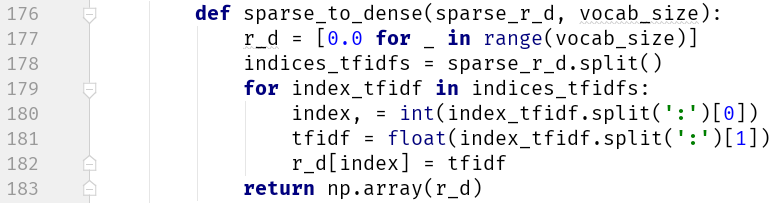 176 def sparse_to_dense(sparse_r_d, vocab_size):
177 r_d = [0.0 for _ in range(vocab_size)]
178 indices_tfidfs = sparse_r_d.split()
179 for index_tfidf in indices_tfidfs:
180 index, = int(index_tfidf.split(':')[0])
181 tfidf = float(index_tfidf.split(':')[1])
182 r_d[index] = tfidf
183 return np.array(r_d)